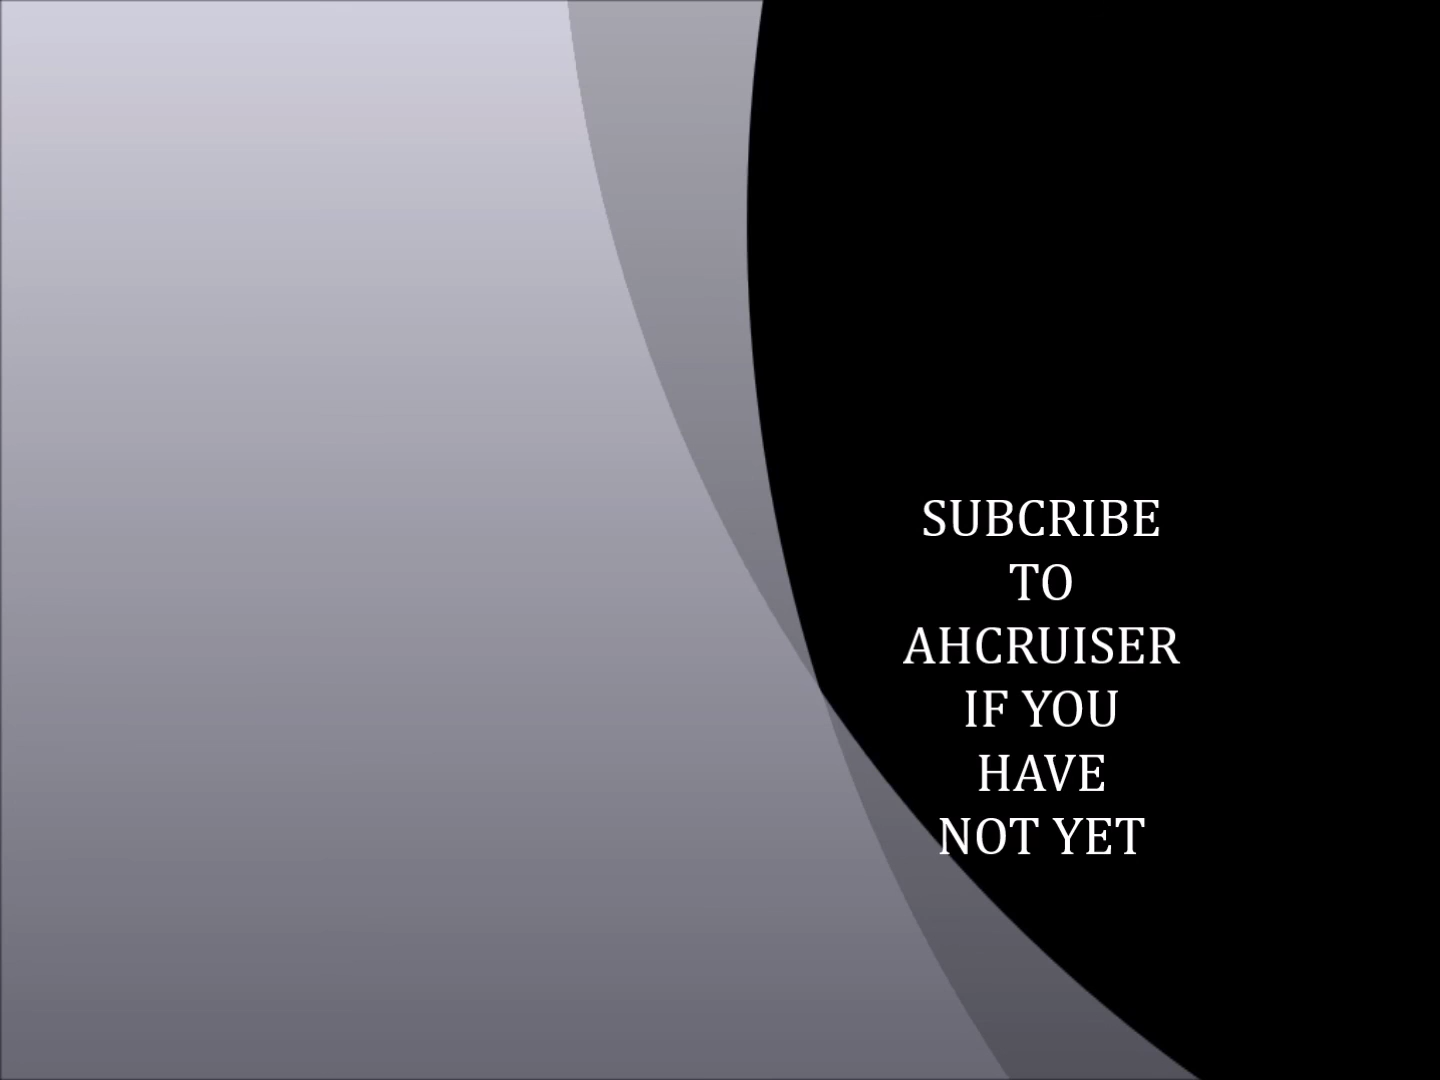 SUBCRIBE
TO
AHCRUISER
IF YOU
HAVE
NOT YET